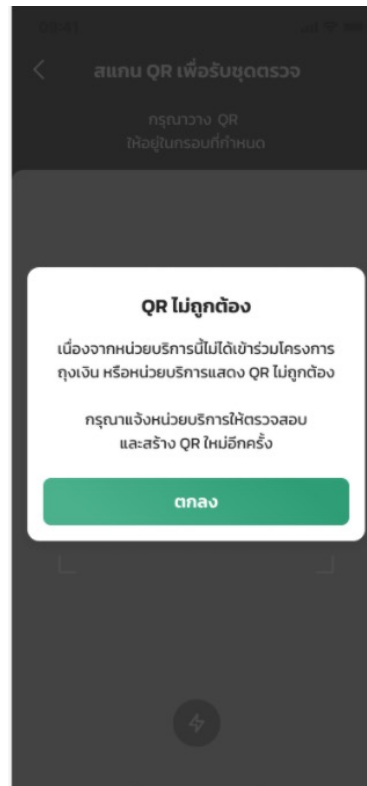 09:41
สแกน QR เพื่อรับชุดตรวจ
กรุณาวาง QR
ให้อยู่ในกรอบที่กำหนด
QR ไม่ถูกต้อง
เนื่องจากหน่วยบริการนี้ไม่ได้เข้าร่วมโครงการ
ถุงเงิน หรือหน่วยบริการแสดง QR ไม่ถูกต้อง
กรุณาแจ้งหน่วยบริการให้ตรวจสอบ
และสร้าง QR ใหม่อีกครั้ง
ตกลง